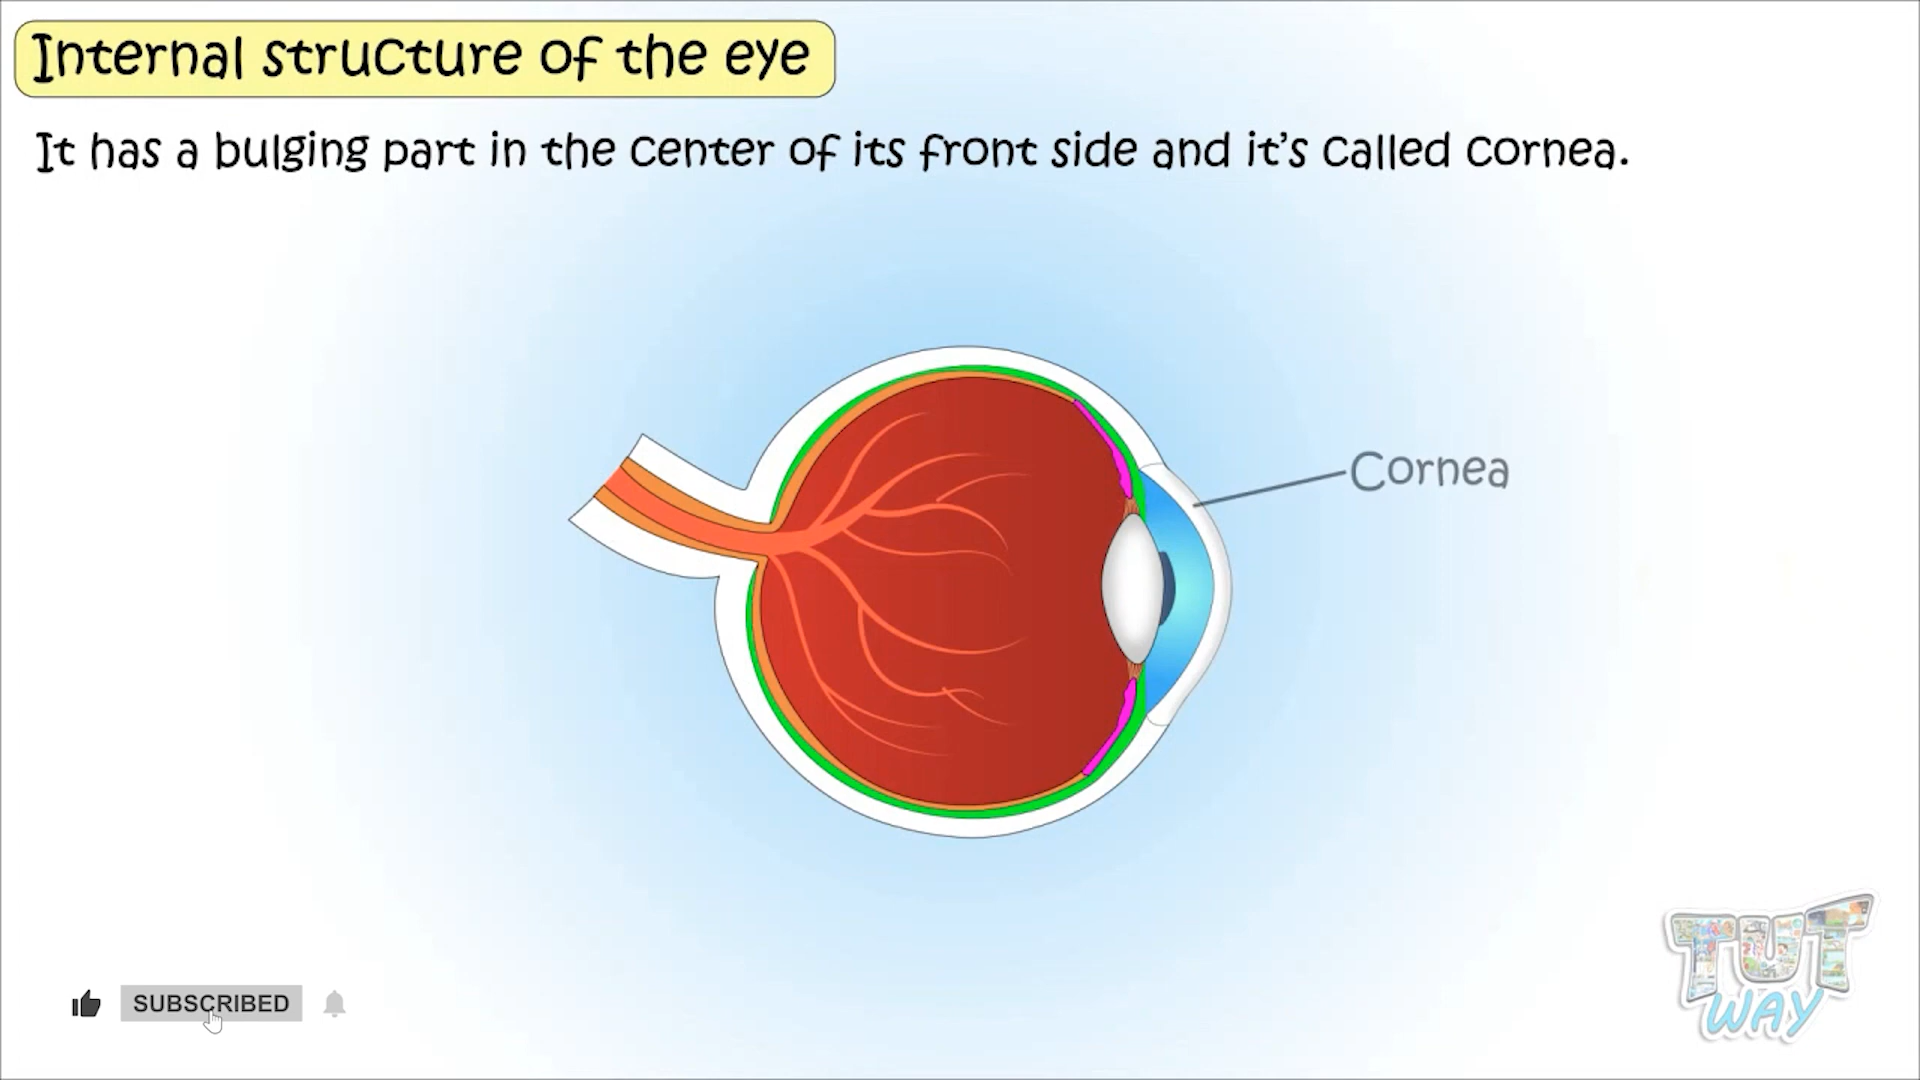 Internal structure of the eye
It has a bulging part in the center of its front side and it's called cornea.
Cornea
SUBSCRIBED
TUT
WAY